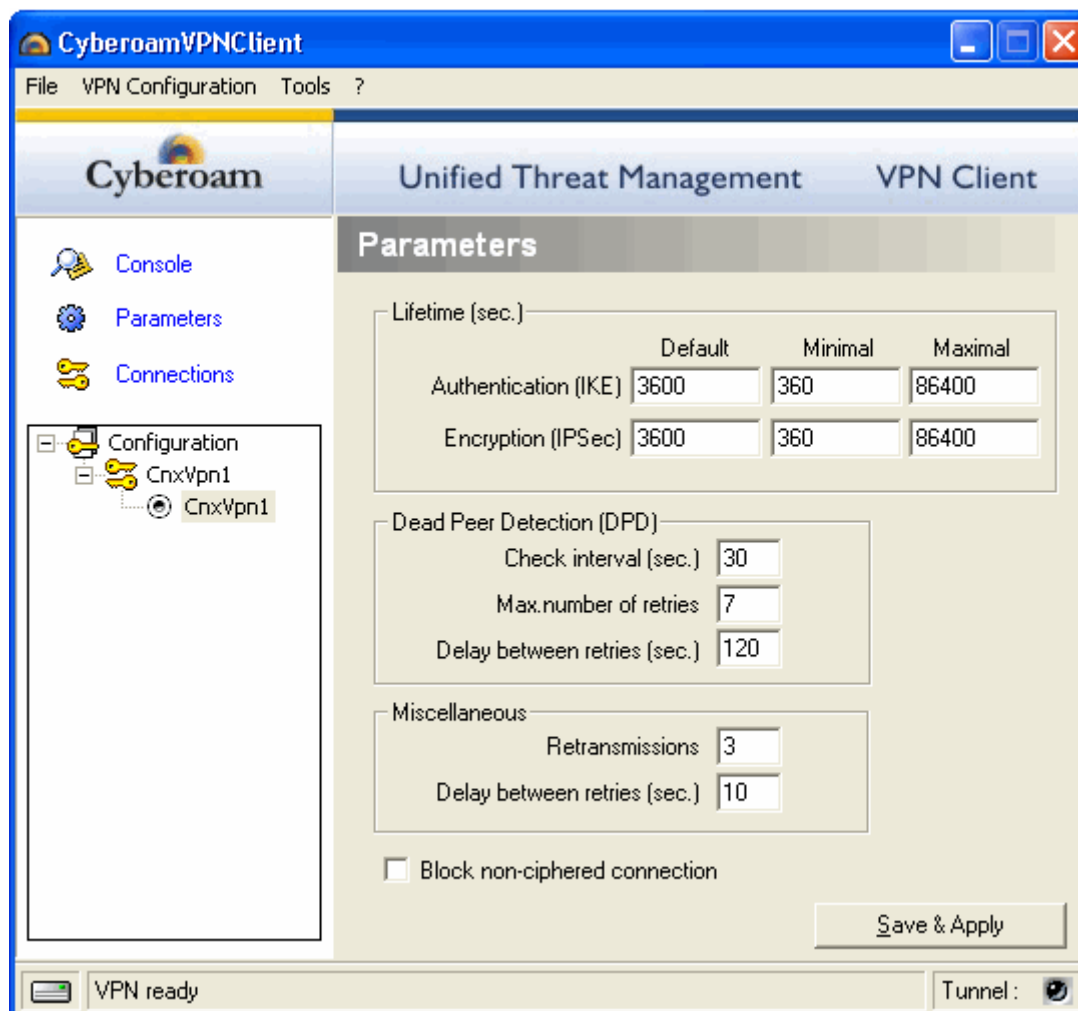 CyberoamVPNClient
File VPN Configuration Tools ?
Cyberoam
Unified Threat Management VPN Client
Console
Parameters
Connections
Configuration
CnxVpn1
CnxVpn1
Parameters
Lifetime (sec.)
Default Minimal Maximal
Authentication (IKE) 3600 360 86400
Encryption (IPSec) 3600 360 86400
Dead Peer Detection (DPD)
Check interval (sec.) 30
Max.number of retries 7
Delay between retries (sec.) 120
Miscellaneous
Retransmissions 3
Delay between retries (sec.) 10
Block non-ciphered connection
Save & Apply
VPN ready
Tunnel :